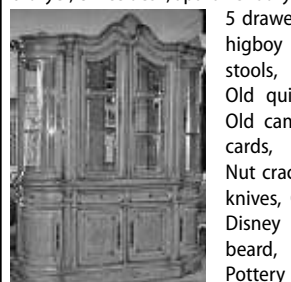 5 drawe
higboy
stools,
Old qui
Old can
cards,
Nut crac
knives,
Disney
beard,
Pottery